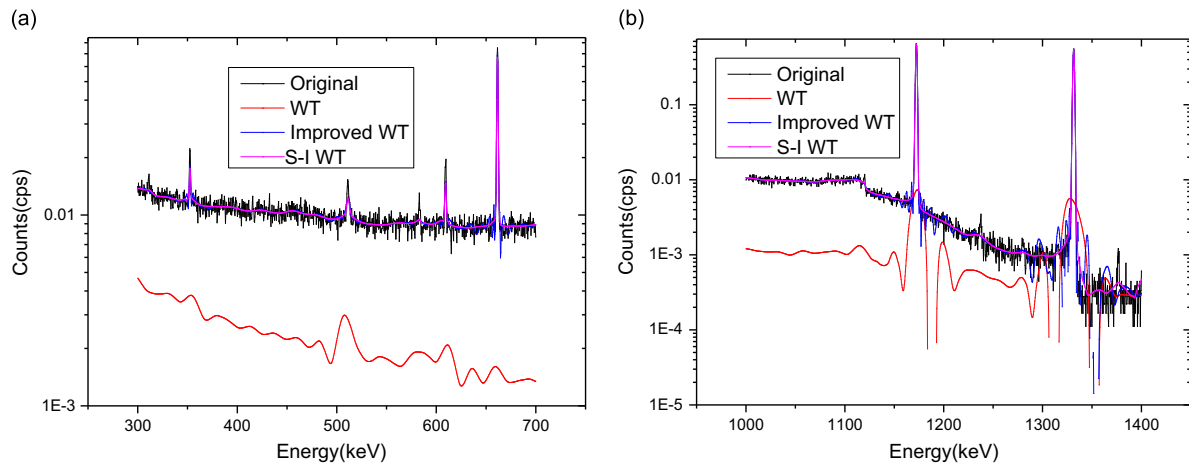 (a)
Original
WT
Improved WT
S-I WT
Counts(cps)
0.01
1E-3
300 400 500 600 700
Energy(keV)
(b)
Original
WT
Improved WT
S-I WT
Counts(cps)
0.1
0.01
1E-3
1E-4
1E-5
1000 1100 1200 1300 1400
Energy(keV)